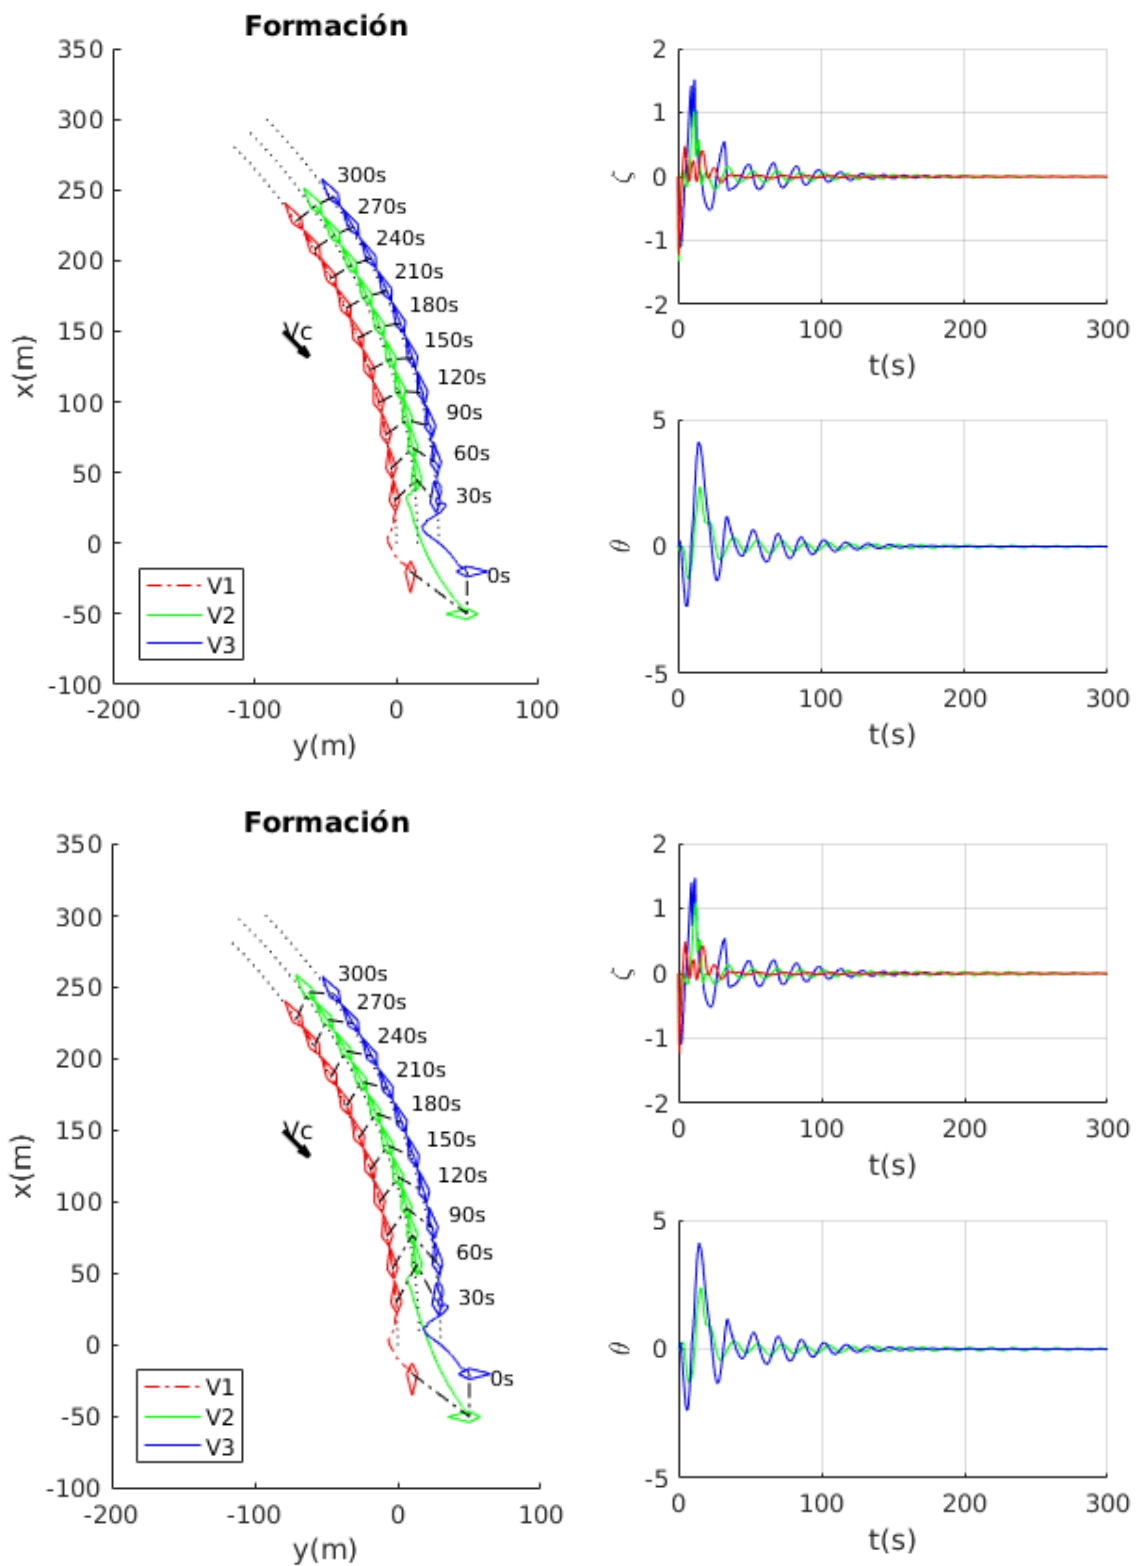 Formación
350
300
250
200
150
100
50
0
-50
-100
x(m)
300s
270s
240s
210s
180s
150s
120s
90s
60s
30s
0s
Vc
V1
V2
V3
-200
-100
0
100
y(m)
2
1
0
-1
-2
ζ
0
100
200
300
t(s)
5
0
-5
θ
0
100
200
300
t(s)
Formación
350
300
250
200
150
100
50
0
-50
-100
x(m)
300s
270s
240s
210s
180s
150s
120s
90s
60s
30s
0s
Vc
V1
V2
V3
-200
-100
0
100
y(m)
2
1
0
-1
-2
ζ
0
100
200
300
t(s)
5
0
-5
θ
0
100
200
300
t(s)